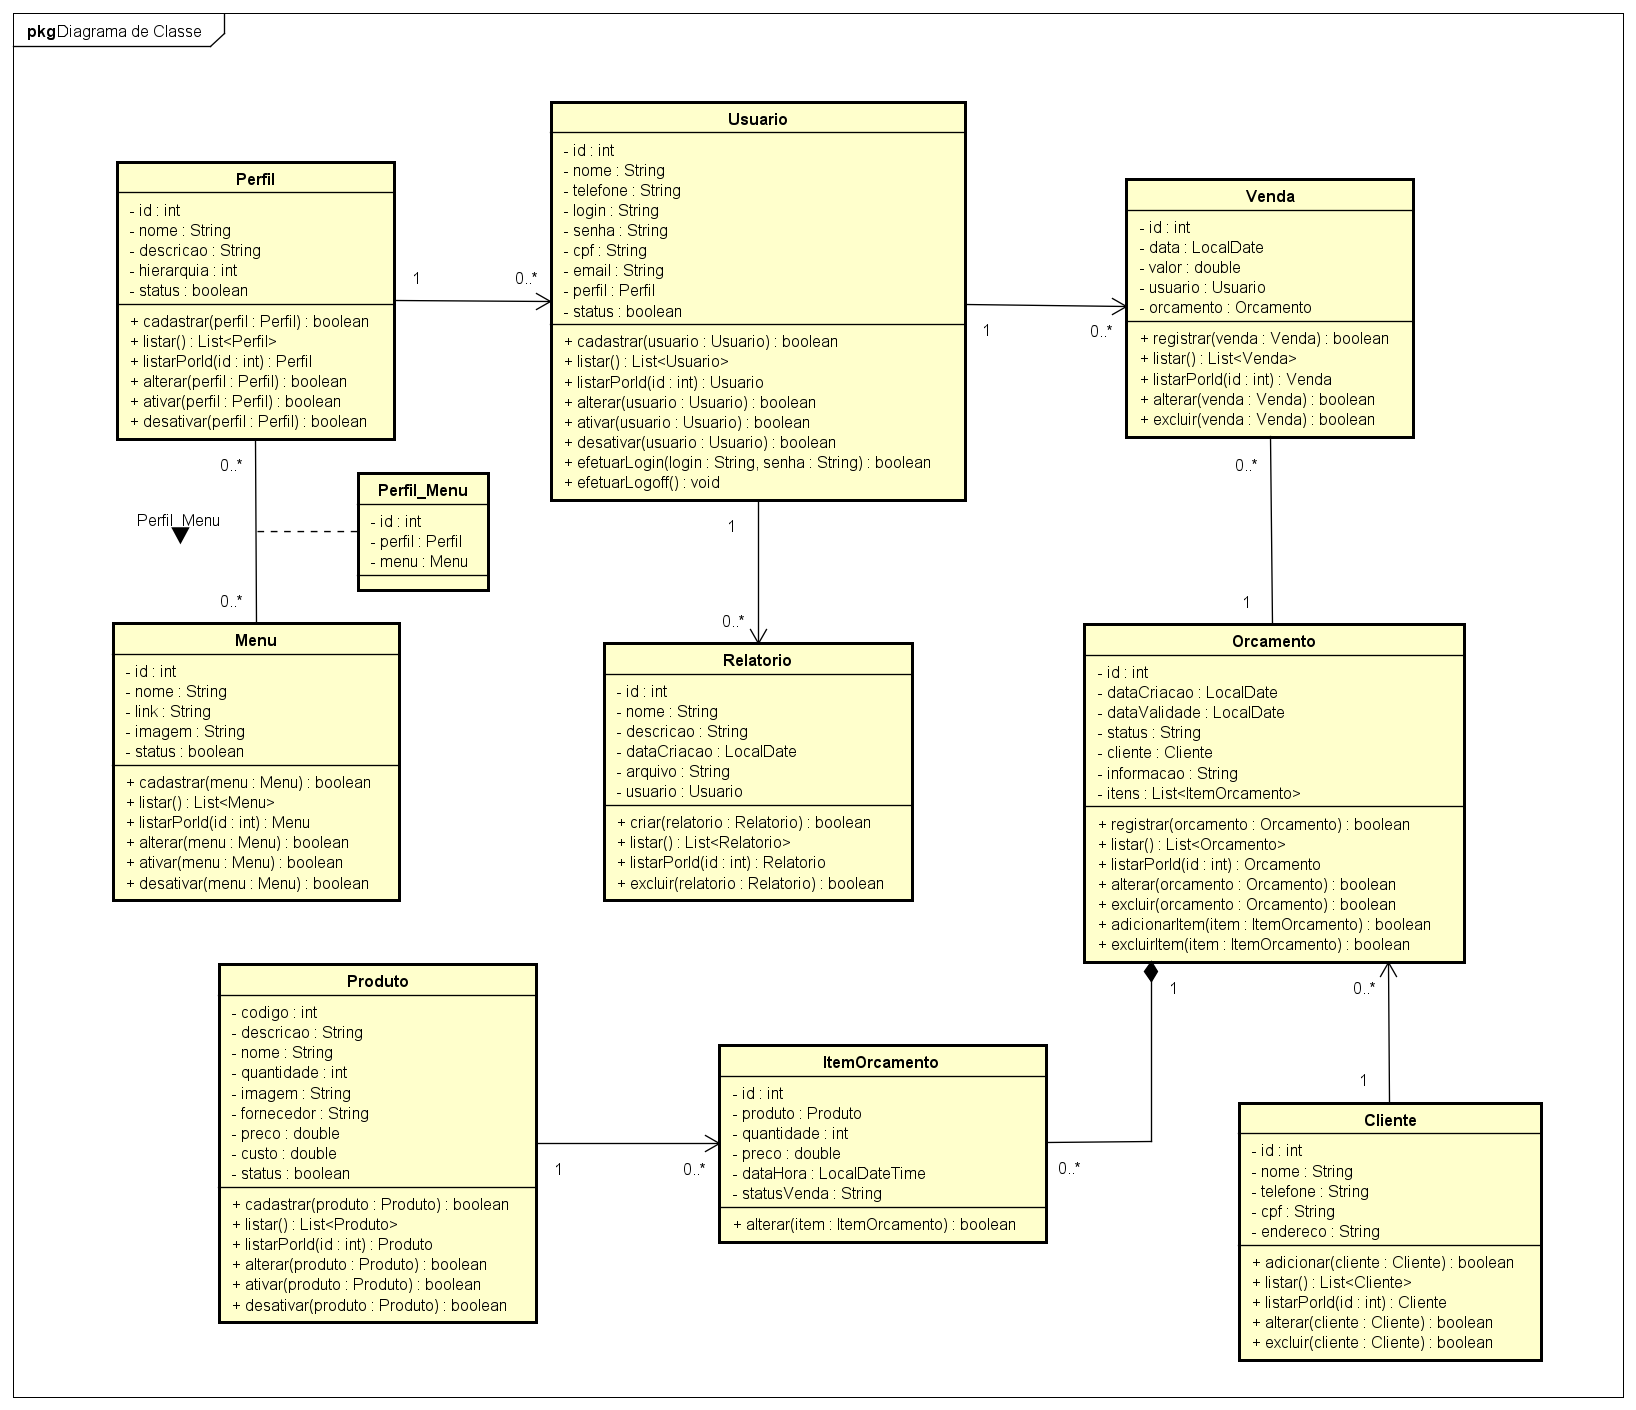 pkg Diagrama de Classe
Perfil
- id : int
- nome : String
- descricao : String
- hierarquia : int
- status : boolean
+ cadastrar(perfil : Perfil) : boolean
+ listar() : List<Perfil>
+ listarPorId(id : int) : Perfil
+ alterar(perfil : Perfil) : boolean
+ ativar(perfil : Perfil) : boolean
+ desativar(perfil : Perfil) : boolean
1
0..*
Usuario
- id : int
- nome : String
- telefone : String
- login : String
- senha : String
- cpf : String
- email : String
- perfil : Perfil
- status : boolean
+ cadastrar(usuario : Usuario) : boolean
+ listar() : List<Usuario>
+ listarPorId(id : int) : Usuario
+ alterar(usuario : Usuario) : boolean
+ ativar(usuario : Usuario) : boolean
+ desativar(usuario : Usuario) : boolean
+ efetuarLogin(login : String, senha : String) : boolean
+ efetuarLogoff() : void
1
0..*
Venda
- id : int
- data : LocalDate
- valor : double
- usuario : Usuario
- orcamento : Orcamento
+ registrar(venda : Venda) : boolean
+ listar() : List<Venda>
+ listarPorId(id : int) : Venda
+ alterar(venda : Venda) : boolean
+ excluir(venda : Venda) : boolean
0..*
Perfil_Menu
0..*
Perfil_Menu
- id : int
- perfil : Perfil
- menu : Menu
1
0..*
0..*
1
Menu
- id : int
- nome : String
- link : String
- imagem : String
- status : boolean
+ cadastrar(menu : Menu) : boolean
+ listar() : List<Menu>
+ listarPorId(id : int) : Menu
+ alterar(menu : Menu) : boolean
+ ativar(menu : Menu) : boolean
+ desativar(menu : Menu) : boolean
Relatorio
- id : int
- nome : String
- descricao : String
- dataCriacao : LocalDate
- arquivo : String
- usuario : Usuario
+ criar(relatorio : Relatorio) : boolean
+ listar() : List<Relatorio>
+ listarPorId(id : int) : Relatorio
+ excluir(relatorio : Relatorio) : boolean
Orcamento
- id : int
- dataCriacao : LocalDate
- dataValidade : LocalDate
- status : String
- cliente : Cliente
- informacao : String
- itens : List<ItemOrcamento>
+ registrar(orcamento : Orcamento) : boolean
+ listar() : List<Orcamento>
+ listarPorId(id : int) : Orcamento
+ alterar(orcamento : Orcamento) : boolean
+ excluir(orcamento : Orcamento) : boolean
+ adicionarItem(item : ItemOrcamento) : boolean
+ excluirItem(item : ItemOrcamento) : boolean
Produto
- codigo : int
- descricao : String
- nome : String
- quantidade : int
- imagem : String
- fornecedor : String
- preco : double
- custo : double
- status : boolean
+ cadastrar(produto : Produto) : boolean
+ listar() : List<Produto>
+ listarPorId(id : int) : Produto
+ alterar(produto : Produto) : boolean
+ ativar(produto : Produto) : boolean
+ desativar(produto : Produto) : boolean
1
0..*
ItemOrcamento
- id : int
- produto : Produto
- quantidade : int
- preco : double
- dataHora : LocalDateTime
- statusVenda : String
+ alterar(item : ItemOrcamento) : boolean
0..*
1
0..*
1
Cliente
- id : int
- nome : String
- telefone : String
- cpf : String
- endereco : String
+ adicionar(cliente : Cliente) : boolean
+ listar() : List<Cliente>
+ listarPorId(id : int) : Cliente
+ alterar(cliente : Cliente) : boolean
+ excluir(cliente : Cliente) : boolean